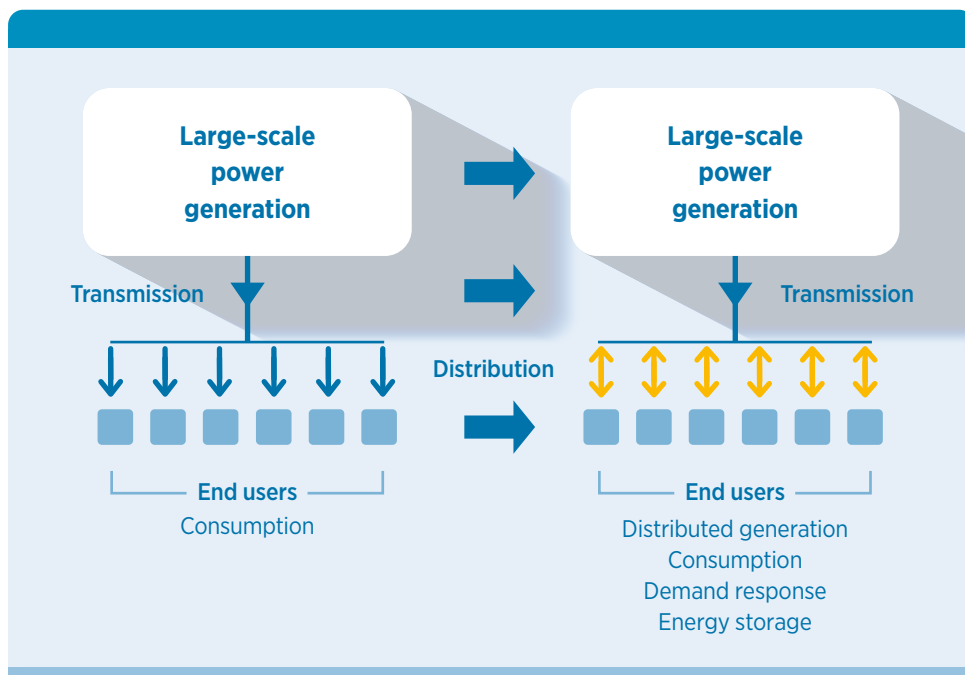 Large-scale
power
generation
Large-scale
power
generation
Transmission
Transmission
Distribution
End users
Consumption
End users
Distributed generation
Consumption
Demand response
Energy storage